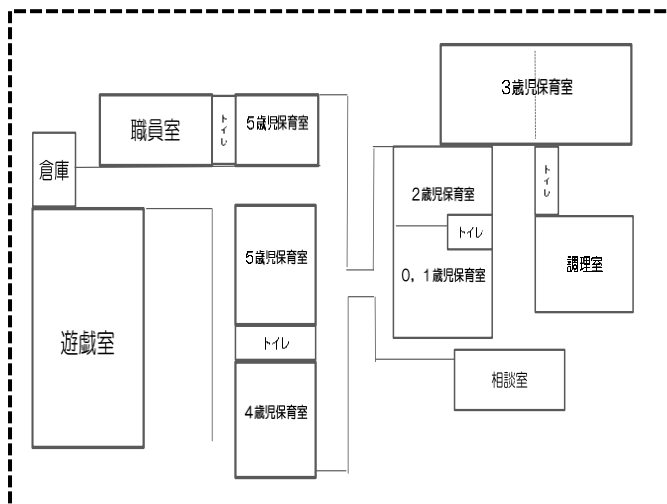 3歳児保育室
職員室
トイレ
5歳児保育室
倉庫
2歳児保育室
トイレ
トイレ
5歳児保育室
0,1歳児保育室
調理室
遊戯室
トイレ
相談室
4歳児保育室